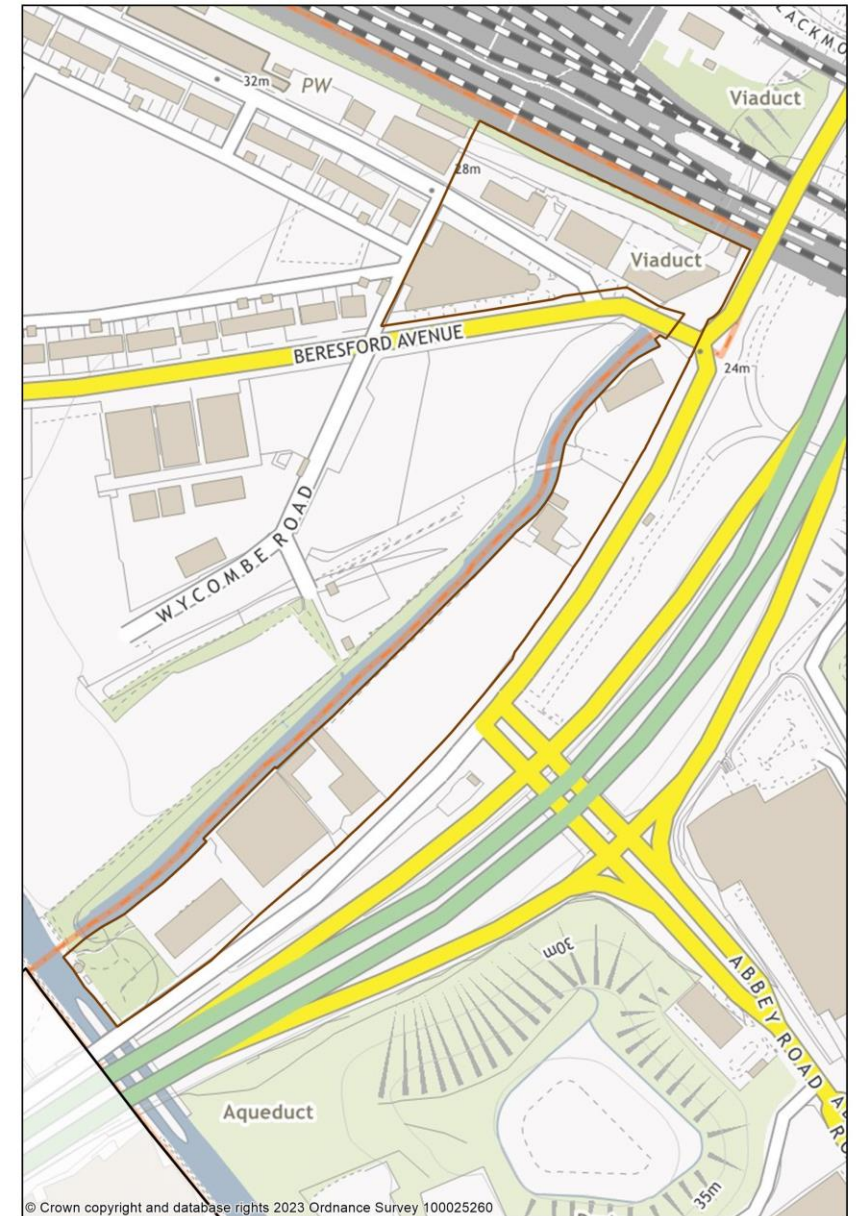 32m
PW
Viaduct
28m
Viaduct
BERESFORD AVENUE
24m
WYCOMBE ROAD
30m
ABBEY ROAD
Aqueduct
35m
© Crown copyright and database rights 2023 Ordnance Survey 100025260